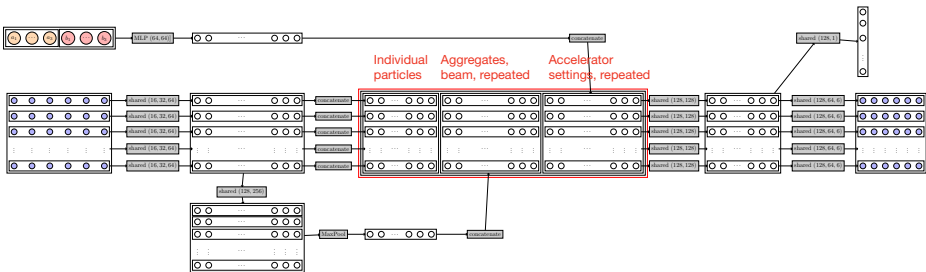 a₁ ⋯ aₙ b₁ ⋯ bₙ
MLP (64, 64)
⋯
concatenate
shared (128, 1)
Individual particles
Aggregates, beam, repeated
Accelerator settings, repeated
shared (16, 32, 64)
concatenate
shared (128, 128)
shared (128, 64, 6)
shared (16, 32, 64)
concatenate
shared (128, 128)
shared (128, 64, 6)
shared (16, 32, 64)
concatenate
shared (128, 128)
shared (128, 64, 6)
shared (16, 32, 64)
concatenate
shared (128, 128)
shared (128, 64, 6)
shared (16, 32, 64)
concatenate
shared (128, 128)
shared (128, 64, 6)
shared (128, 256)
MaxPool
concatenate